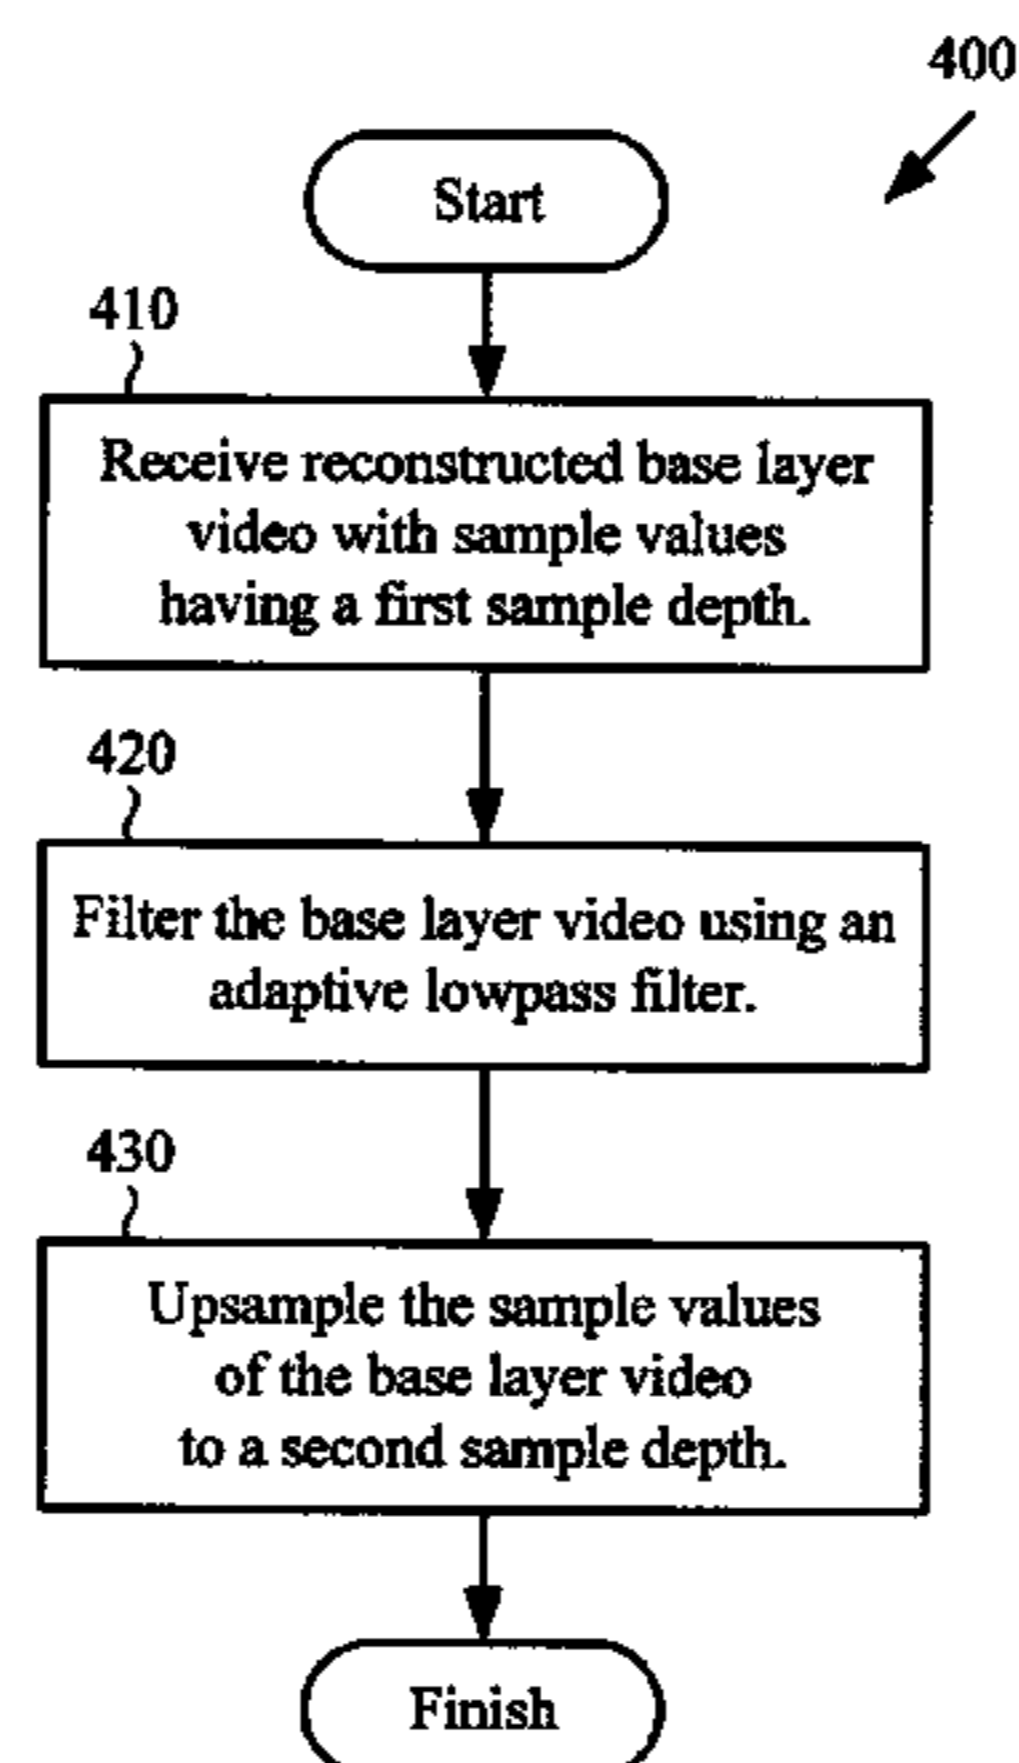 400
Start
410
Receive reconstructed base layer
video with sample values
having a first sample depth.
420
Filter the base layer video using an
adaptive lowpass filter.
430
Upsample the sample values
of the base layer video
to a second sample depth.
Finish